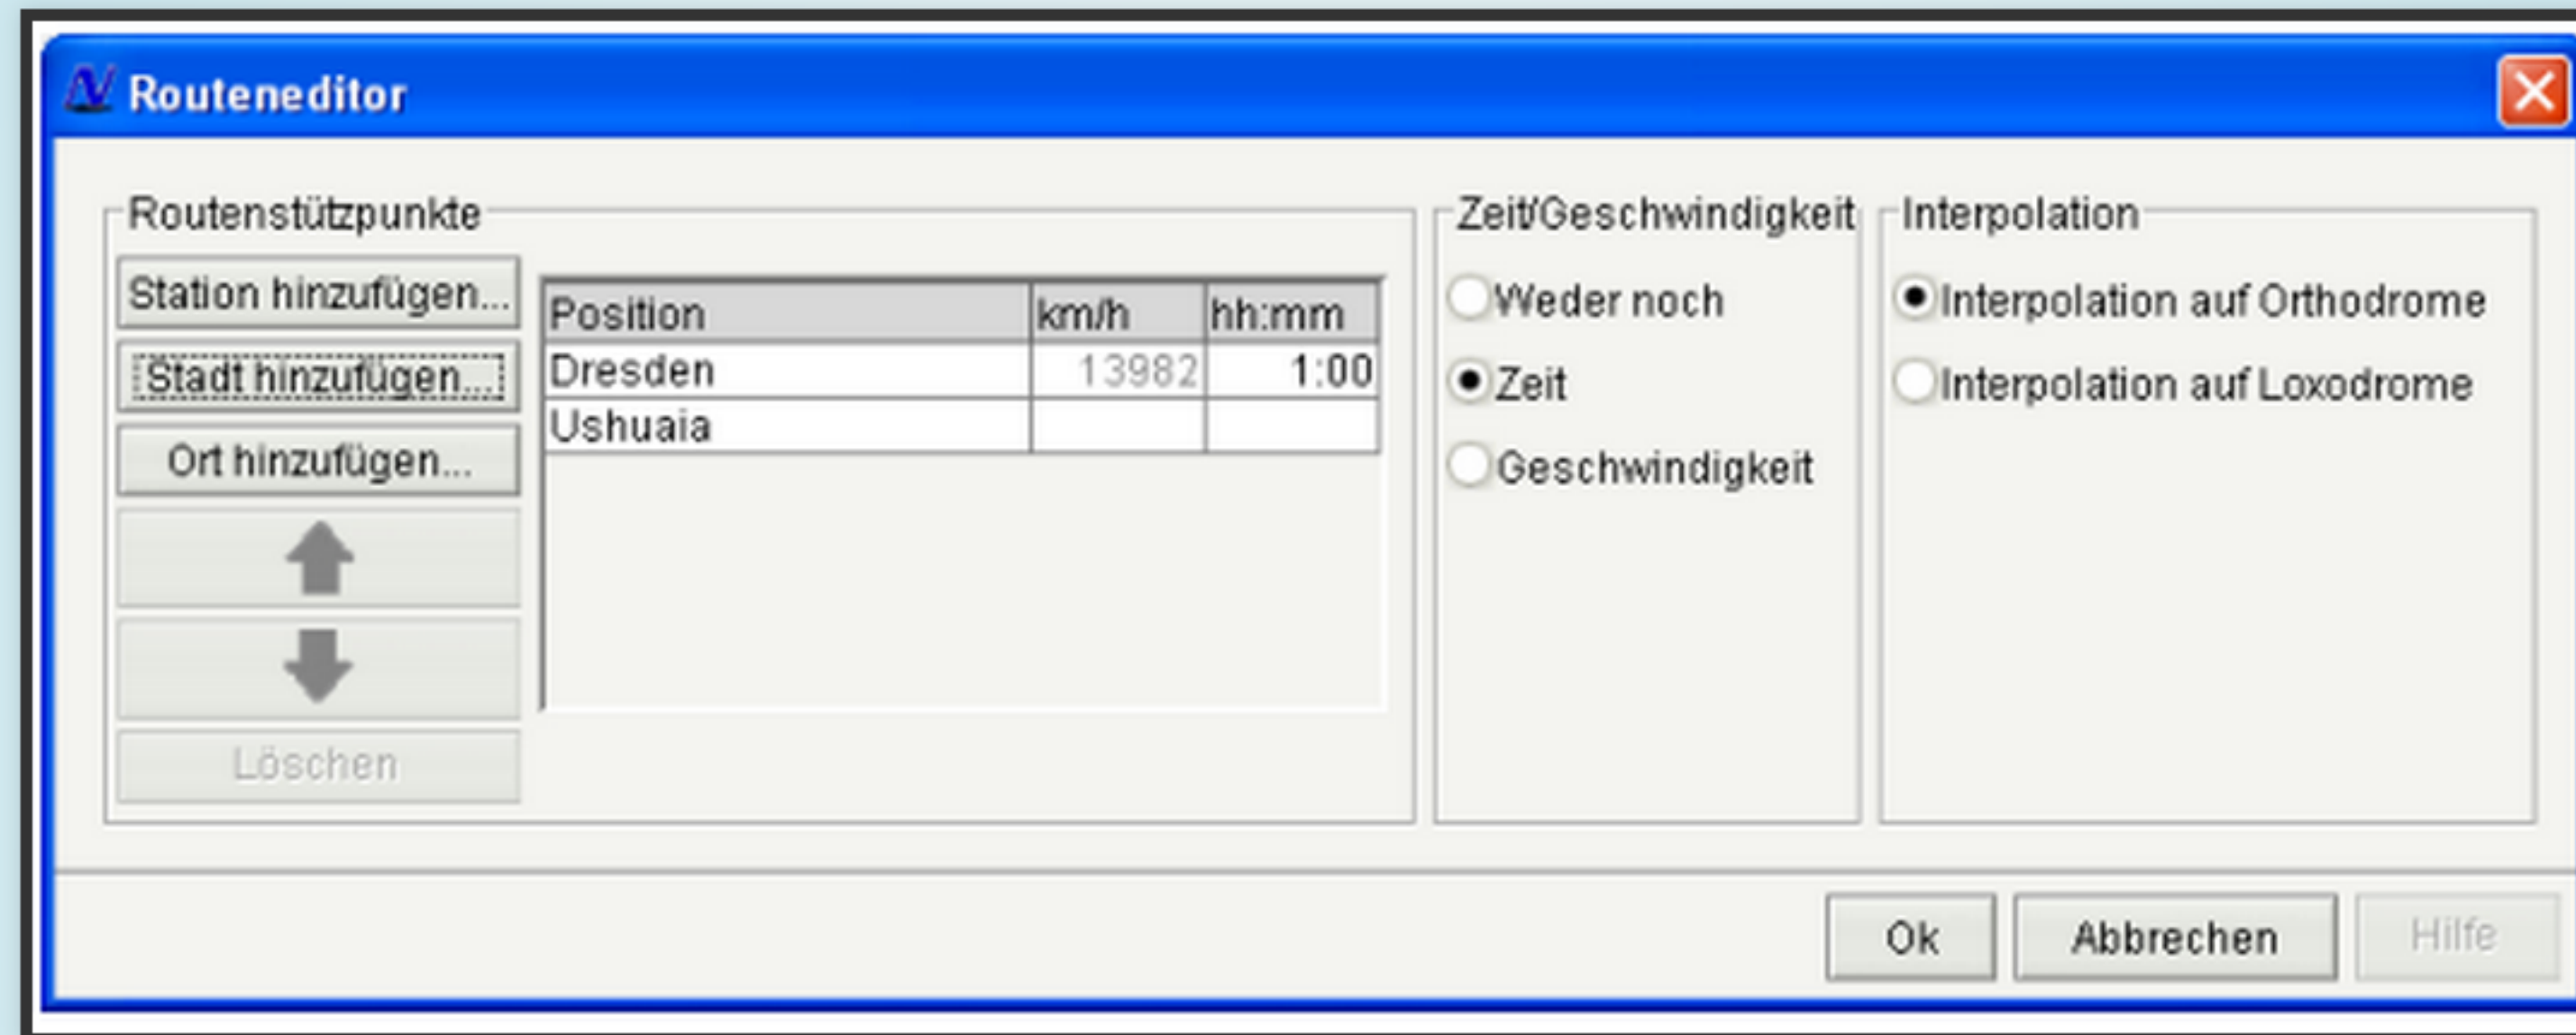 Routeneditor
Routenstützpunkte
Station hinzufügen...
Stadt hinzufügen...
Ort hinzufügen...
Löschen
Position km/h hh:mm
Dresden 13982 1:00
Ushuaia
Zeit/Geschwindigkeit
Weder noch
Zeit
Geschwindigkeit
Interpolation
Interpolation auf Orthodrome
Interpolation auf Loxodrome
Ok Abbrechen Hilfe